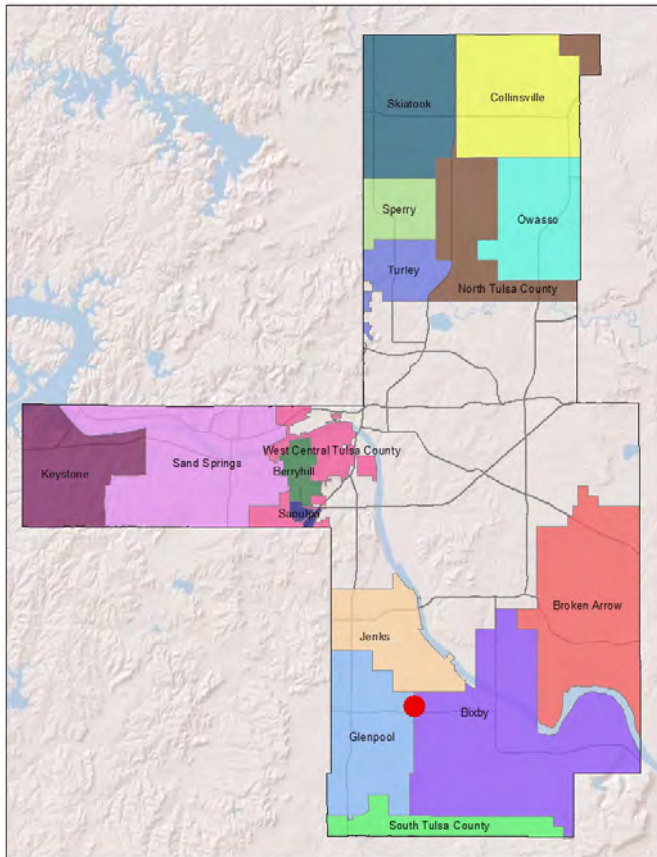 Skiatook
Collinsville
Sperry
Owasso
Turley
North Tulsa County
West Central Tulsa County
Keystone
Sand Springs
Berryhill
Sapulpa
Broken Arrow
Jenks
Bixby
Glenpool
South Tulsa County